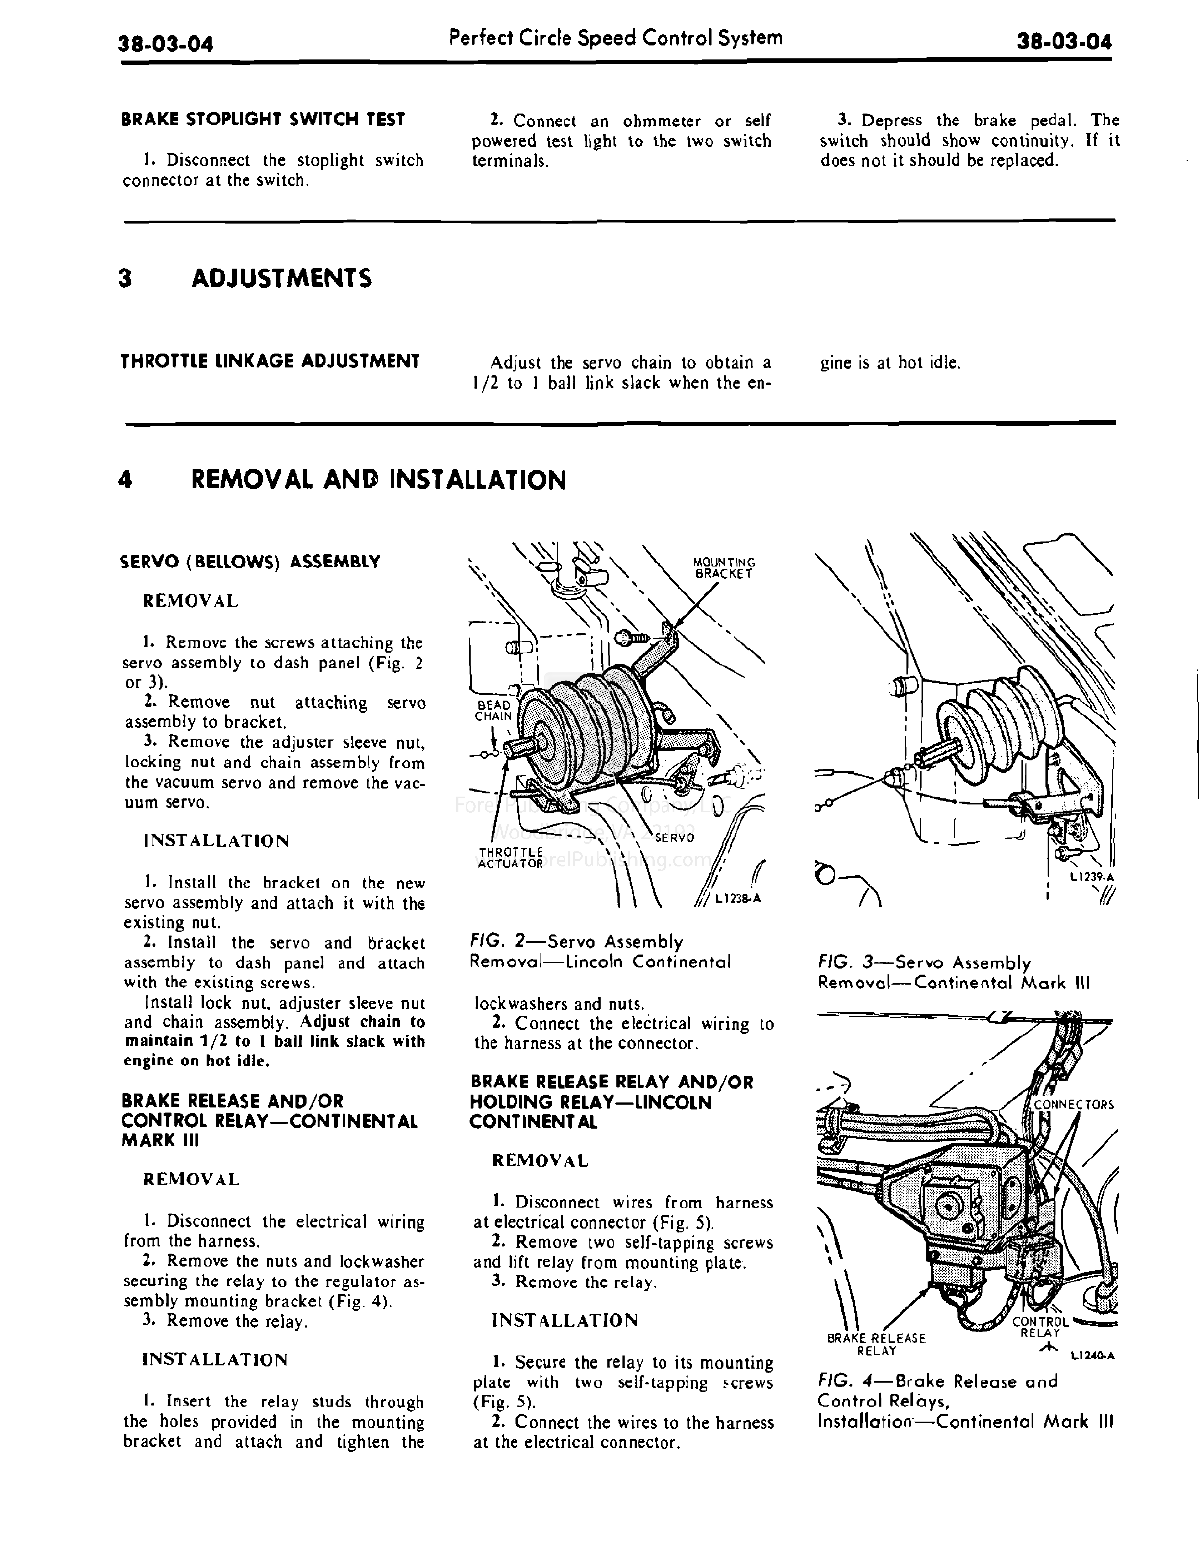 38-03-04
Perfect Circle Speed Control System
38-03-04
BRAKE STOPLIGHT SWITCH TEST
1. Disconnect the stoplight switch
connector at the switch.
2. Connect an ohmmeter or self
powered test light to the two switch
terminals.
3. Depress the brake pedal. The
switch should show continuity. If it
does not it should be replaced.
3 ADJUSTMENTS
THROTTLE LINKAGE ADJUSTMENT
Adjust the servo chain to obtain a
1/2 to 1 ball link slack when the en-
gine is at hot idle.
4 REMOVAL AND INSTALLATION
SERVO (BELLOWS) ASSEMBLY
REMOVAL
1. Remove the screws attaching the
servo assembly to dash panel (Fig. 2
or 3).
2. Remove nut attaching servo
assembly to bracket.
3. Remove the adjuster sleeve nut,
locking nut and chain assembly from
the vacuum servo and remove the vac-
uum servo.
INSTALLATION
1. Install the bracket on the new
servo assembly and attach it with the
existing nut.
2. Install the servo and bracket
assembly to dash panel and attach
with the existing screws.
Install lock nut, adjuster sleeve nut
and chain assembly. Adjust chain to
maintain 1/2 to 1 ball link slack with
engine on hot idle.
BRAKE RELEASE AND/OR
CONTROL RELAY—CONTINENTAL
MARK III
REMOVAL
1. Disconnect the electrical wiring
from the harness.
2. Remove the nuts and lockwasher
securing the relay to the regulator as-
sembly mounting bracket (Fig. 4).
3. Remove the relay.
INSTALLATION
1. Insert the relay studs through
the holes provided in the mounting
bracket and attach and tighten the
MOUNTING
BRACKET
BEAD
CHAIN
SERVO
THROTTLE
ACTUATOR
L1238-A
FIG. 2—Servo Assembly
Removal—Lincoln Continental
lockwashers and nuts.
2. Connect the electrical wiring to
the harness at the connector.
BRAKE RELEASE RELAY AND/OR
HOLDING RELAY—LINCOLN
CONTINENTAL
REMOVAL
1. Disconnect wires from harness
at electrical connector (Fig. 5).
2. Remove two self-tapping screws
and lift relay from mounting plate.
3. Remove the relay.
INSTALLATION
1. Secure the relay to its mounting
plate with two self-tapping screws
(Fig. 5).
2. Connect the wires to the harness
at the electrical connector.
L1239-A
FIG. 3—Servo Assembly
Removal—Continental Mark III
CONNECTORS
CONTROL
RELAY
BRAKE RELEASE
RELAY
L1240-A
FIG. 4—Brake Release and
Control Relays,
Installation—Continental Mark III